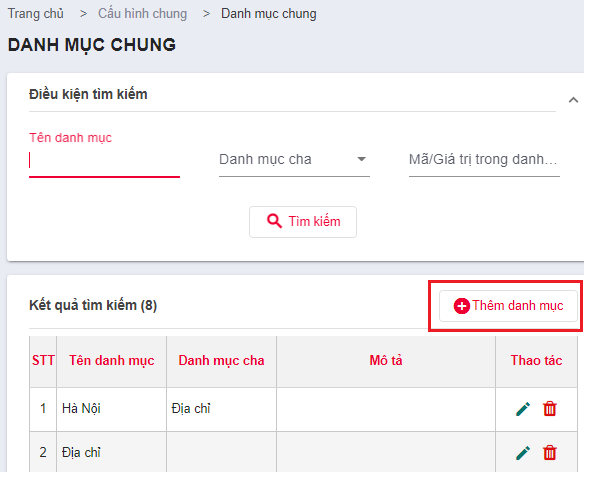 Trang chủ > Cấu hình chung > Danh mục chung
DANH MỤC CHUNG
Điều kiện tìm kiếm
Tên danh mục
Danh mục cha
Mã/Giá trị trong danh...
Tìm kiếm
Kết quả tìm kiếm (8)
Thêm danh mục
STT Tên danh mục Danh mục cha Mô tả Thao tác
1 Hà Nội Địa chỉ
2 Địa chỉ